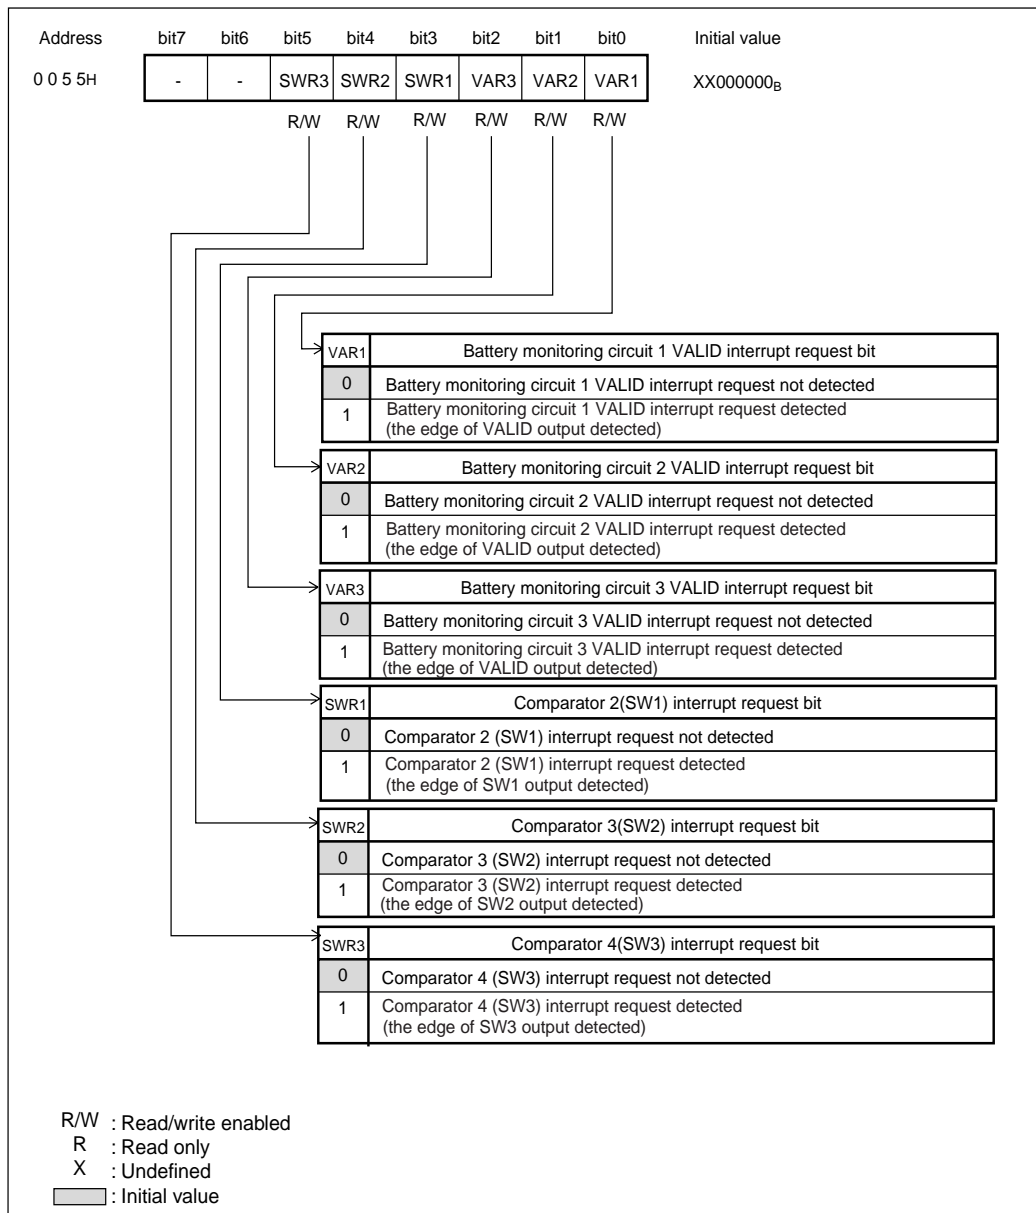 Address bit7 bit6 bit5 bit4 bit3 bit2 bit1 bit0 Initial value
0 0 5 5H - - SWR3 SWR2 SWR1 VAR3 VAR2 VAR1 XX000000B
R/W R/W R/W R/W R/W R/W
VAR1 Battery monitoring circuit 1 VALID interrupt request bit
0 Battery monitoring circuit 1 VALID interrupt request not detected
1 Battery monitoring circuit 1 VALID interrupt request detected
(the edge of VALID output detected)
VAR2 Battery monitoring circuit 2 VALID interrupt request bit
0 Battery monitoring circuit 2 VALID interrupt request not detected
1 Battery monitoring circuit 2 VALID interrupt request detected
(the edge of VALID output detected)
VAR3 Battery monitoring circuit 3 VALID interrupt request bit
0 Battery monitoring circuit 3 VALID interrupt request not detected
1 Battery monitoring circuit 3 VALID interrupt request detected
(the edge of VALID output detected)
SWR1 Comparator 2(SW1) interrupt request bit
0 Comparator 2 (SW1) interrupt request not detected
1 Comparator 2 (SW1) interrupt request detected
(the edge of SW1 output detected)
SWR2 Comparator 3(SW2) interrupt request bit
0 Comparator 3 (SW2) interrupt request not detected
1 Comparator 3 (SW2) interrupt request detected
(the edge of SW2 output detected)
SWR3 Comparator 4(SW3) interrupt request bit
0 Comparator 4 (SW3) interrupt request not detected
1 Comparator 4 (SW3) interrupt request detected
(the edge of SW3 output detected)
R/W : Read/write enabled
R : Read only
X : Undefined
: Initial value